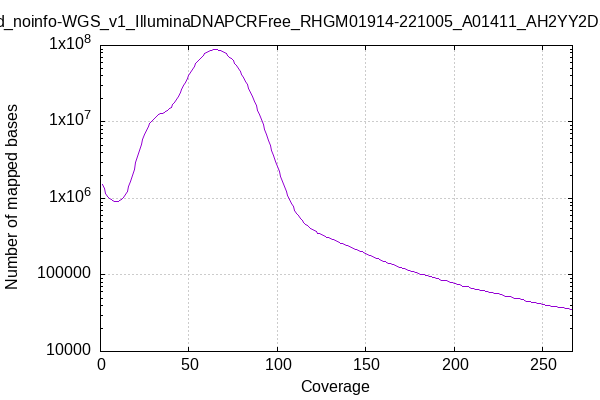 d_noinfo-WGS_v1_IlluminaDNAPCRFree_RHGM01914-221005_A01411_AH2YY2D
1x10^8
1x10^7
1x10^6
100000
10000
Number of mapped bases
0 50 100 150 200 250
Coverage